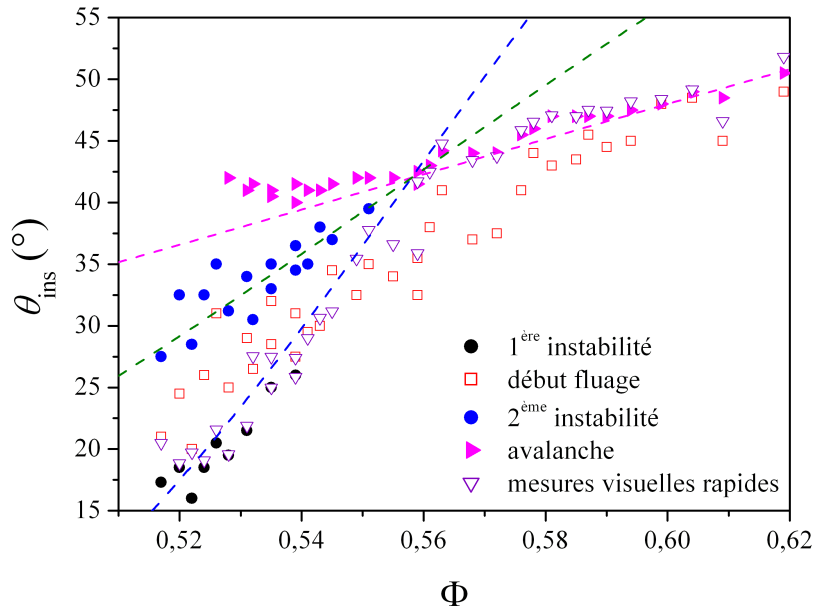 55
50
45
40
35
30
25
20
15
θins (°)
1ère instabilité
début fluage
2ème instabilité
avalanche
mesures visuelles rapides
0,52 0,54 0,56 0,58 0,60 0,62
Φ